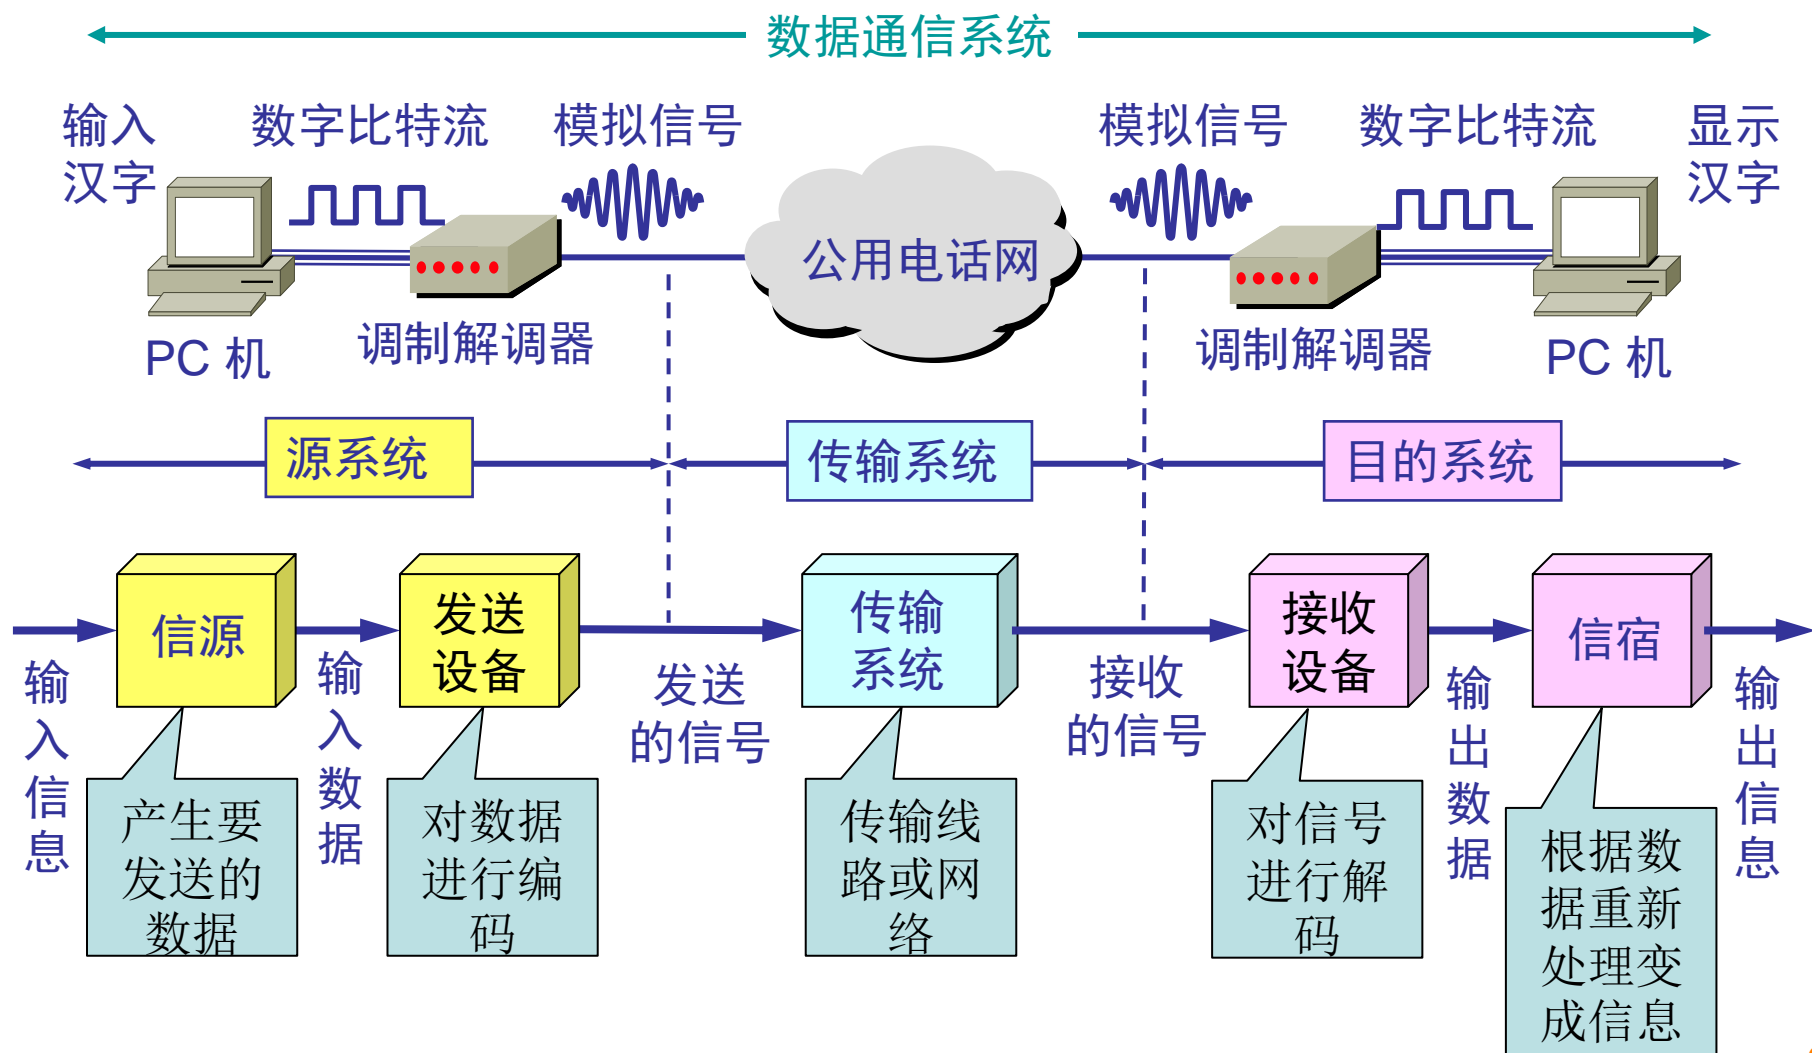 数据通信系统
输入
汉字
数字比特流
模拟信号
模拟信号
数字比特流
显示
汉字
公用电话网
PC 机
调制解调器
调制解调器
PC 机
源系统
传输系统
目的系统
输入信息
信源
输入数据
发送
设备
发送
的信号
传输
系统
接收
的信号
接收
设备
输出数据
信宿
输出信息
产生要
发送的
数据
对数据
进行编
码
传输线
路或网
络
对信号
进行解
码
根据数
据重新
处理变
成信息